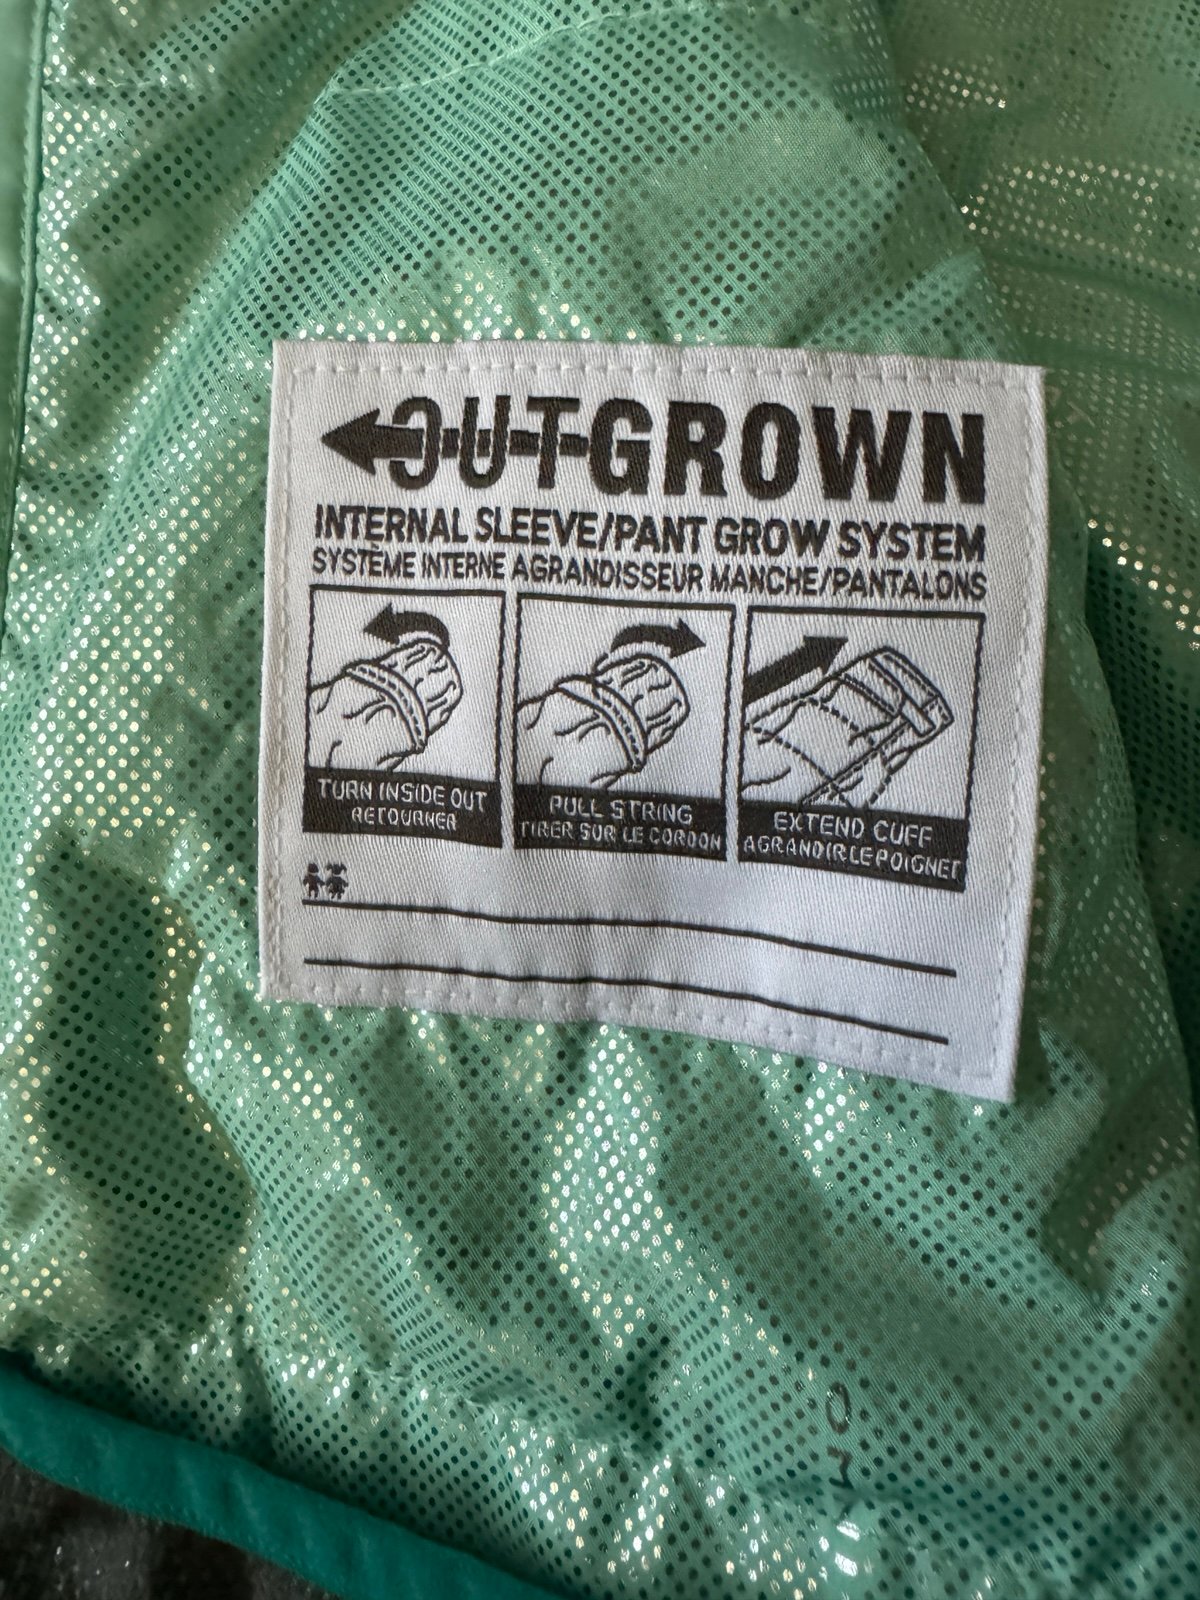 OUTGROWN
INTERNAL SLEEVE/PANT GROW SYSTEM
SYSTÈME INTERNE AGRANDISSEUR MANCHE/PANTALONS
TURN INSIDE OUT
RETOURNER
PULL STRING
TIRER SUR LE CORDON
EXTEND CUFF
AGRANDIR LE POIGNET